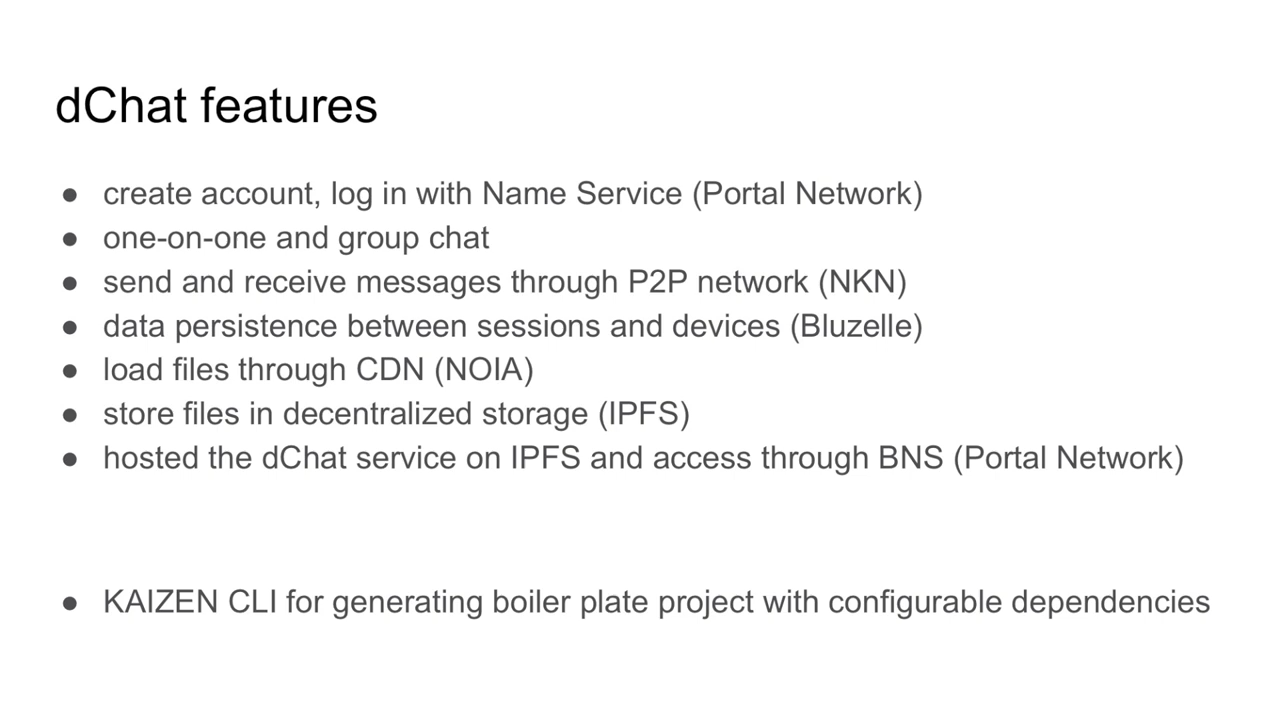 dChat features
● create account, log in with Name Service (Portal Network)
● one-on-one and group chat
● send and receive messages through P2P network (NKN)
● data persistence between sessions and devices (Bluzelle)
● load files through CDN (NOIA)
● store files in decentralized storage (IPFS)
● hosted the dChat service on IPFS and access through BNS (Portal Network)
● KAIZEN CLI for generating boiler plate project with configurable dependencies